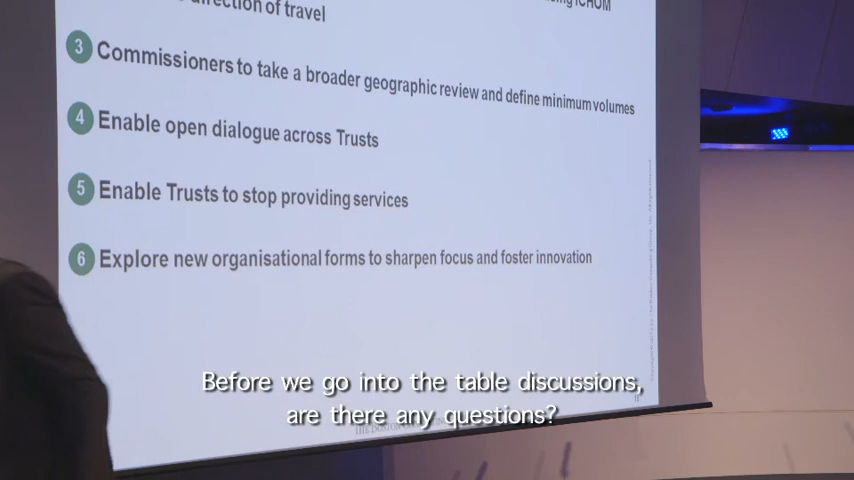 direction of travel
ICHOM
3 Commissioners to take a broader geographic review and define minimum volumes
4 Enable open dialogue across Trusts
5 Enable Trusts to stop providing services
6 Explore new organisational forms to sharpen focus and foster innovation
Before we go into the table discussions,
are there any questions?